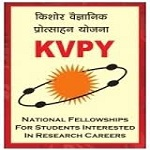 किशोर वैज्ञानिक
प्रोत्साहन योजना
KVPY
NATIONAL FELLOWSHIPS
FOR STUDENTS INTERESTED
IN RESEARCH CAREERS